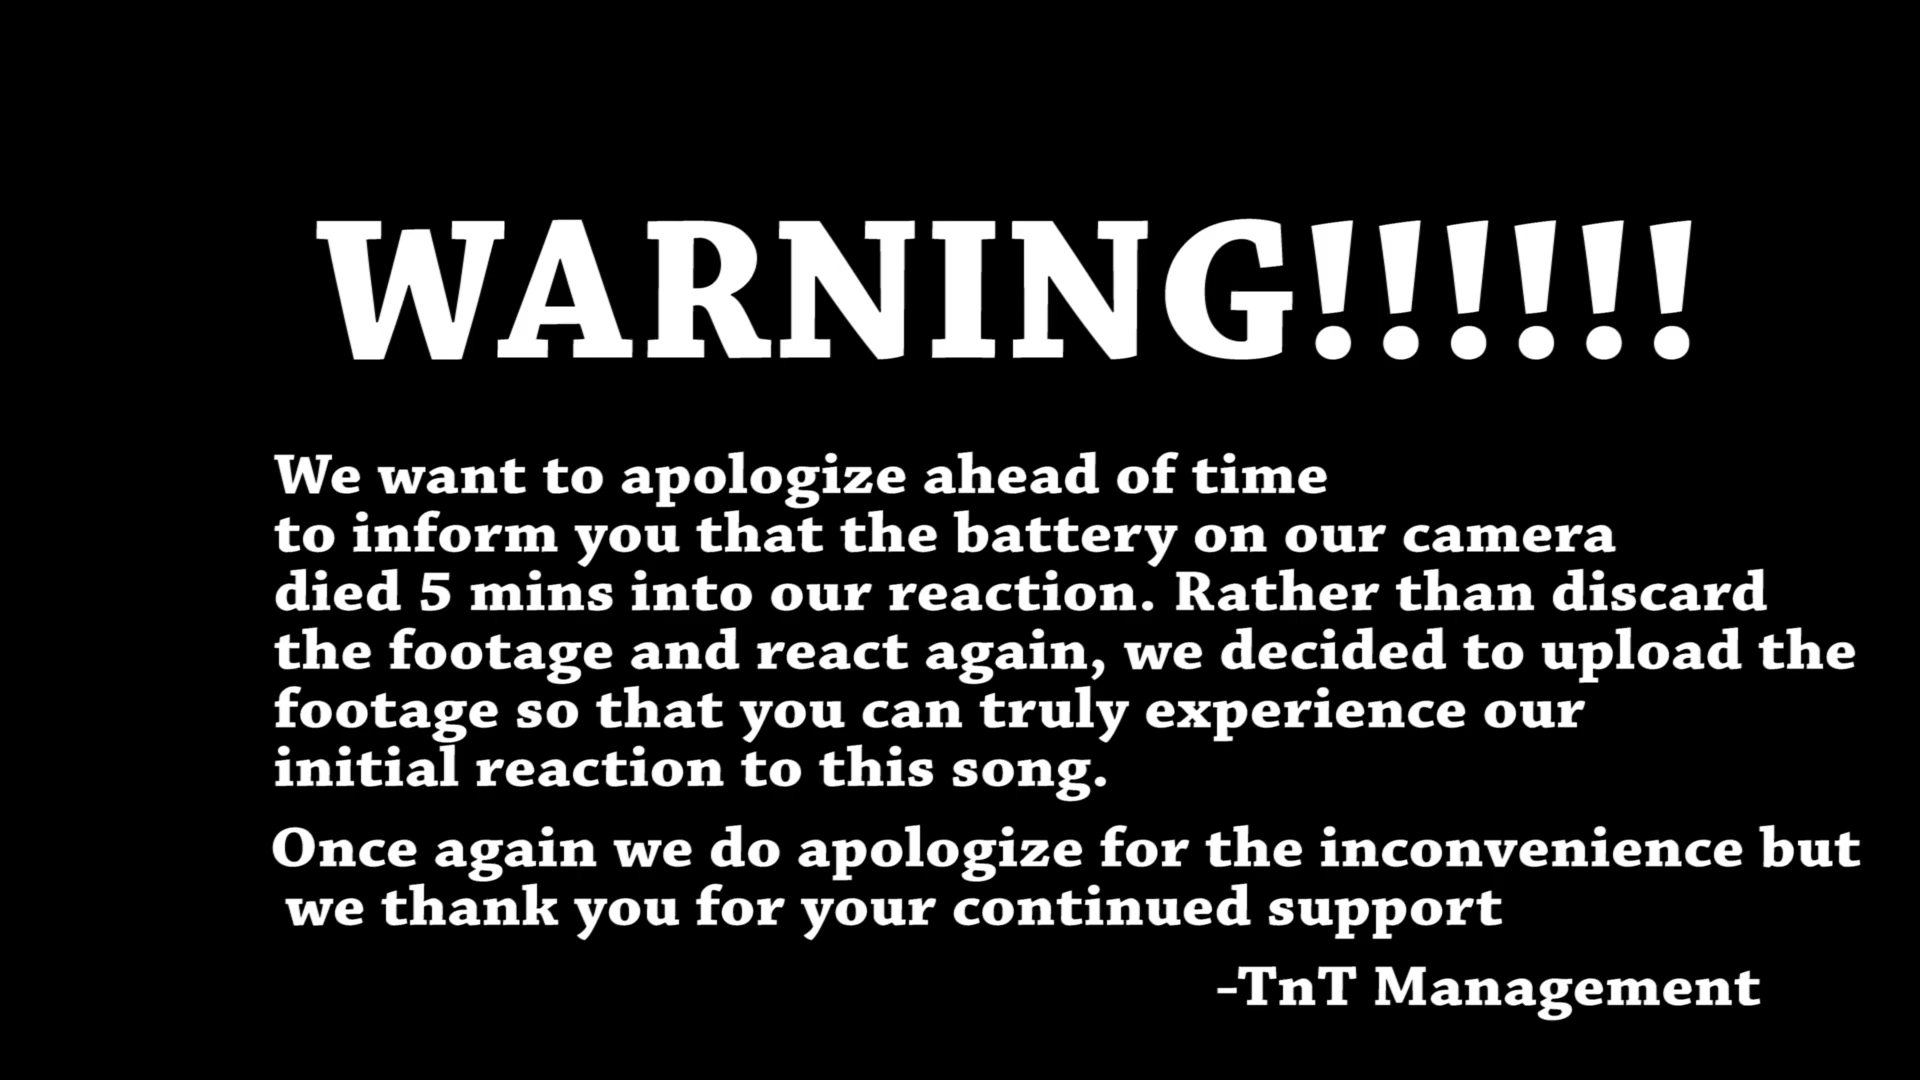 WARNING!!!!!!
We want to apologize ahead of time
to inform you that the battery on our camera
died 5 mins into our reaction. Rather than discard
the footage and react again, we decided to upload the
footage so that you can truly experience our
initial reaction to this song.
Once again we do apologize for the inconvenience but
we thank you for your continued support
-TnT Management